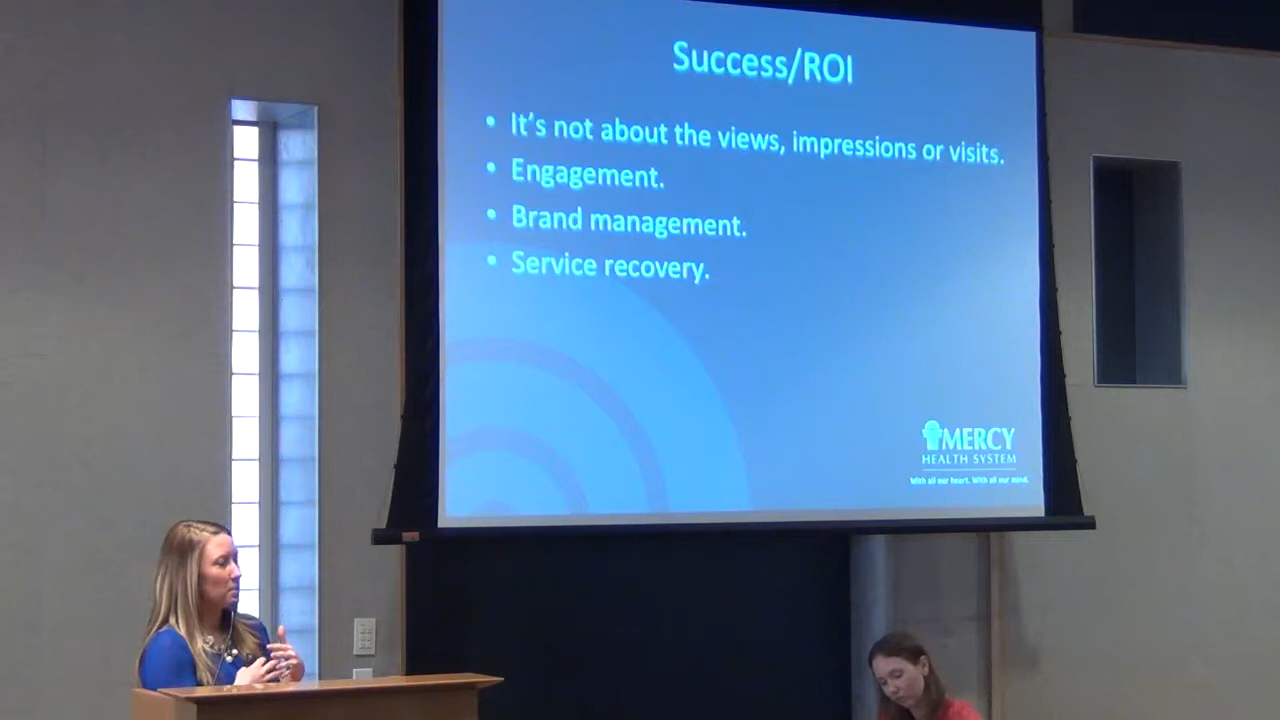 Success/ROI
• It's not about the views, impressions or visits.
• Engagement.
• Brand management.
• Service recovery.
MERCY
HEALTH SYSTEM
With all our heart. With all our mind.